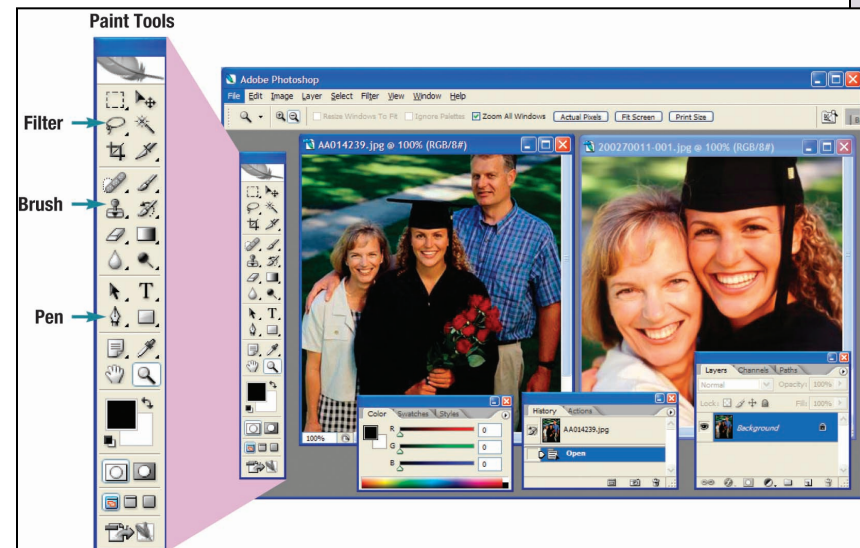 Paint Tools
Filter
Brush
Pen
T
Adobe Photoshop
File Edit Image Layer Select Filter View Window Help
Resize Windows To Fit Ignore Palettes Zoom All Windows Actual Pixels Fit Screen Print Size
AA014239.jpg @ 100% (RGB/8#)
200270011-001.jpg @ 100% (RGB/8#)
T
100%
Color Swatches Styles
R 0
G 0
B 0
History Actions
AA014239.jpg
Open
Layers Channels Paths
Normal Opacity: 100%
Lock: Fill: 100%
Background